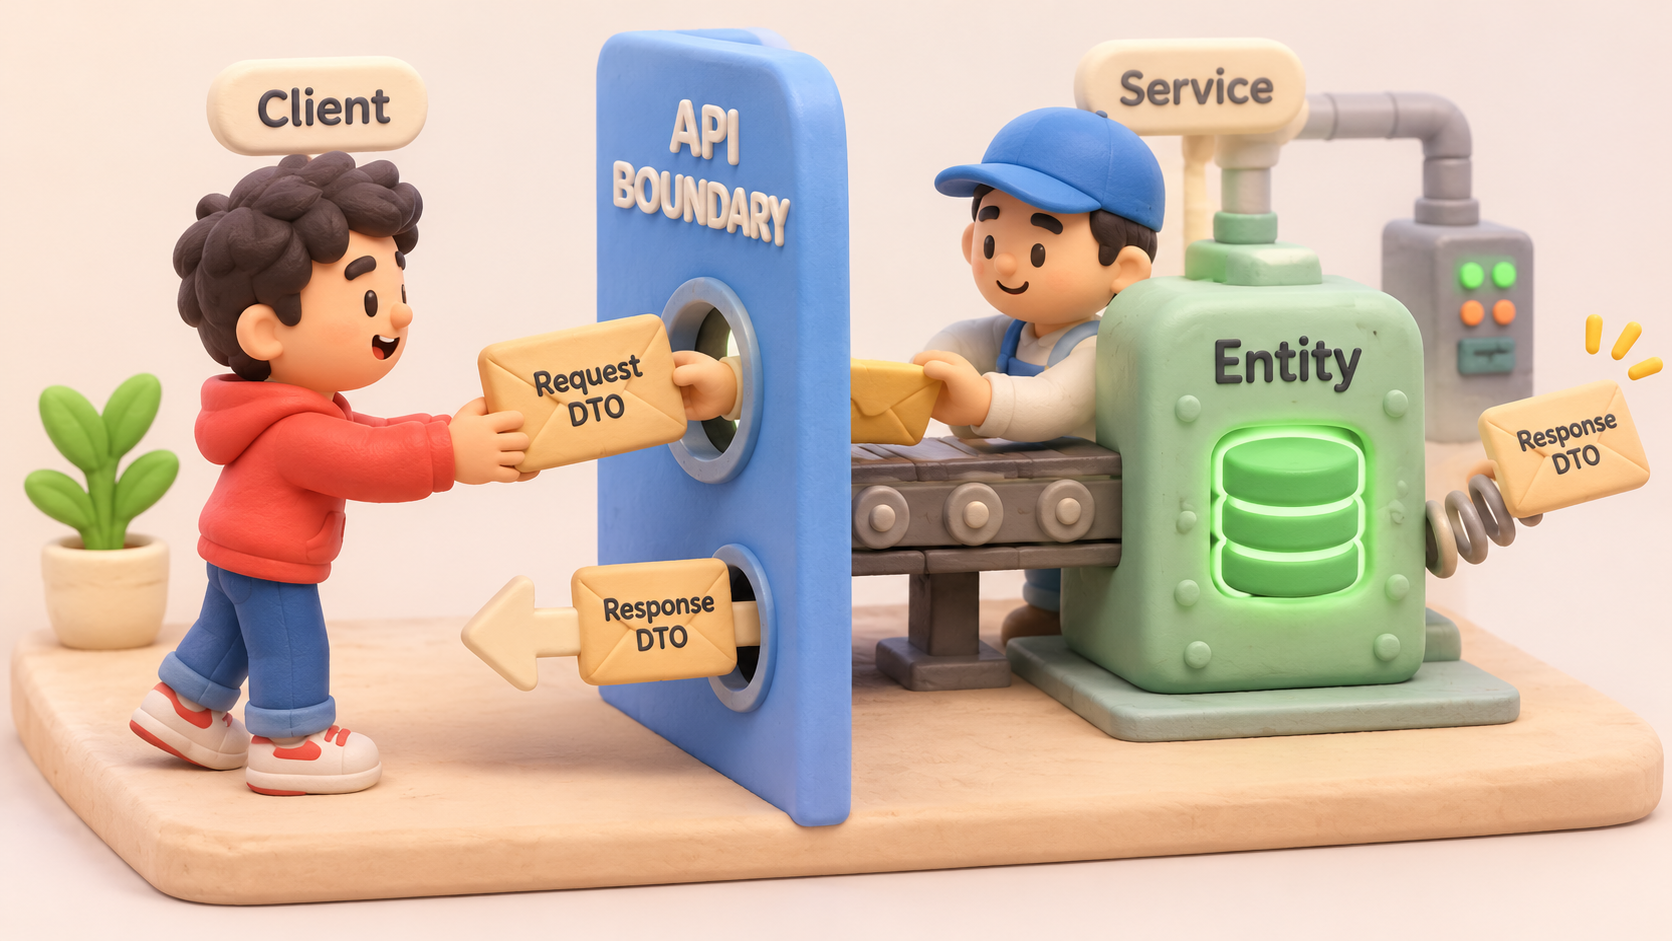 Client
API
BOUNDARY
Service
Request
DTO
Entity
Response
DTO
Response
DTO